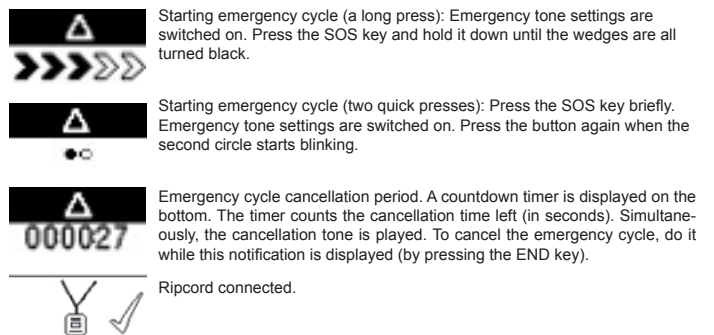 Starting emergency cycle (a long press): Emergency tone settings are
switched on. Press the SOS key and hold it down until the wedges are all
turned black.
Starting emergency cycle (two quick presses): Press the SOS key briefly.
Emergency tone settings are switched on. Press the button again when the
second circle starts blinking.
Emergency cycle cancellation period. A countdown timer is displayed on the
bottom. The timer counts the cancellation time left (in seconds). Simultane-
ously, the cancellation tone is played. To cancel the emergency cycle, do it
while this notification is displayed (by pressing the END key).
000027
Ripcord connected.